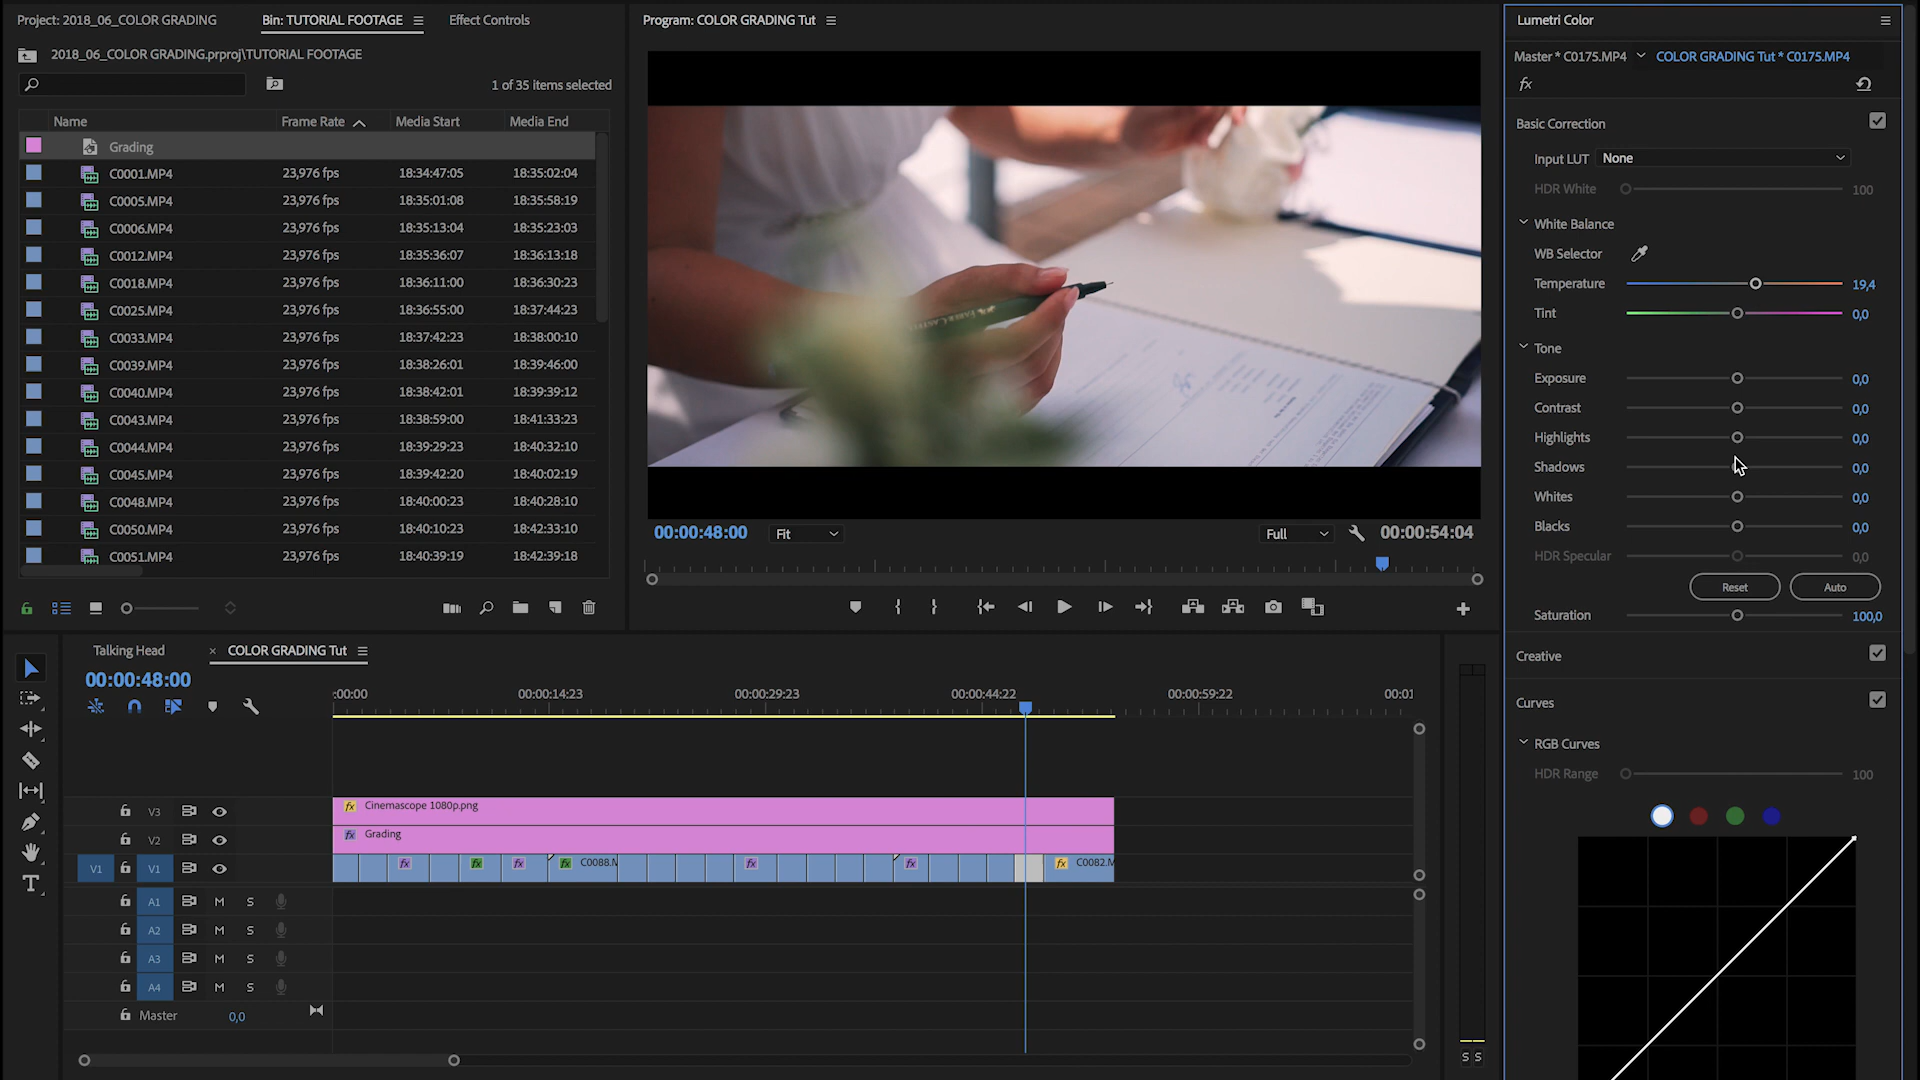 Project: 2018_06_COLOR GRADING
Bin: TUTORIAL FOOTAGE
Effect Controls
2018_06_COLOR GRADING.prproj\TUTORIAL FOOTAGE
1 of 35 items selected
Name Frame Rate Media Start Media End
Grading
C0001.MP4 23,976 fps 18:34:47:05 18:35:02:04
C0005.MP4 23,976 fps 18:35:01:08 18:35:58:19
C0006.MP4 23,976 fps 18:35:13:04 18:35:23:03
C0012.MP4 23,976 fps 18:35:36:07 18:36:13:18
C0018.MP4 23,976 fps 18:36:11:00 18:36:30:23
C0025.MP4 23,976 fps 18:36:55:00 18:37:44:23
C0033.MP4 23,976 fps 18:37:42:23 18:38:00:10
C0039.MP4 23,976 fps 18:38:26:01 18:39:46:00
C0040.MP4 23,976 fps 18:38:42:01 18:39:39:12
C0043.MP4 23,976 fps 18:38:59:00 18:41:33:23
C0044.MP4 23,976 fps 18:39:29:23 18:40:32:10
C0045.MP4 23,976 fps 18:39:42:20 18:40:02:19
C0048.MP4 23,976 fps 18:40:00:23 18:40:28:10
C0050.MP4 23,976 fps 18:40:10:23 18:42:33:10
C0051.MP4 23,976 fps 18:40:39:19 18:42:39:18
Program: COLOR GRADING Tut
00:00:48:00 Fit Full 00:00:54:04
Lumetri Color
Master * C0175.MP4 COLOR GRADING Tut * C0175.MP4
fx
Basic Correction
Input LUT None
HDR White 100
White Balance
WB Selector
Temperature 19,4
Tint 0,0
Tone
Exposure 0,0
Contrast 0,0
Highlights 0,0
Shadows 0,0
Whites 0,0
Blacks 0,0
HDR Specular 0,0
Reset Auto
Saturation 100,0
Creative
Curves
RGB Curves
HDR Range 100
Talking Head
× COLOR GRADING Tut
00:00:48:00
:00:00 00:00:14:23 00:00:29:23 00:00:44:22 00:00:59:22 00:01
V3 fx Cinemascope 1080p.png
V2 fx Grading
V1 V1 fx fx fx fx C0088.M fx fx fx C0082.M
A1 M S
A2 M S
A3 M S
A4 M S
Master 0,0
S S